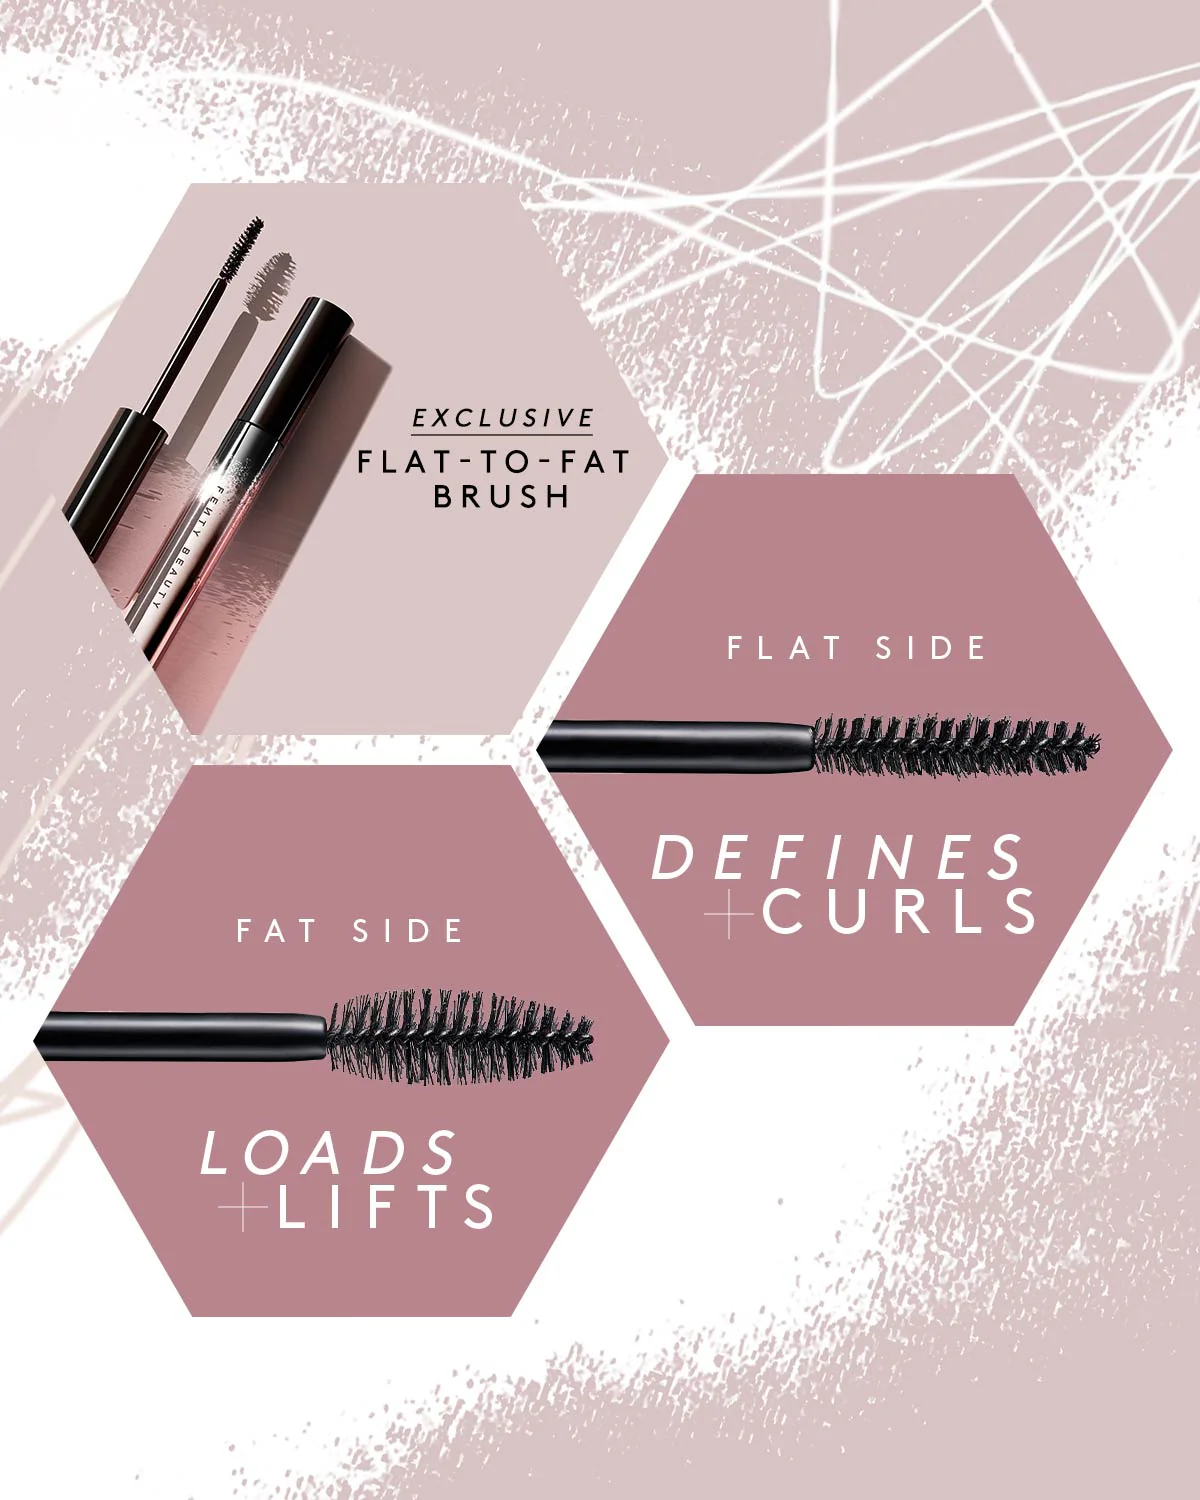 EXCLUSIVE
FLAT-TO-FAT
BRUSH
FENTY BEAUTY
FLAT SIDE
DEFINES
+CURLS
FAT SIDE
LOADS
+LIFTS